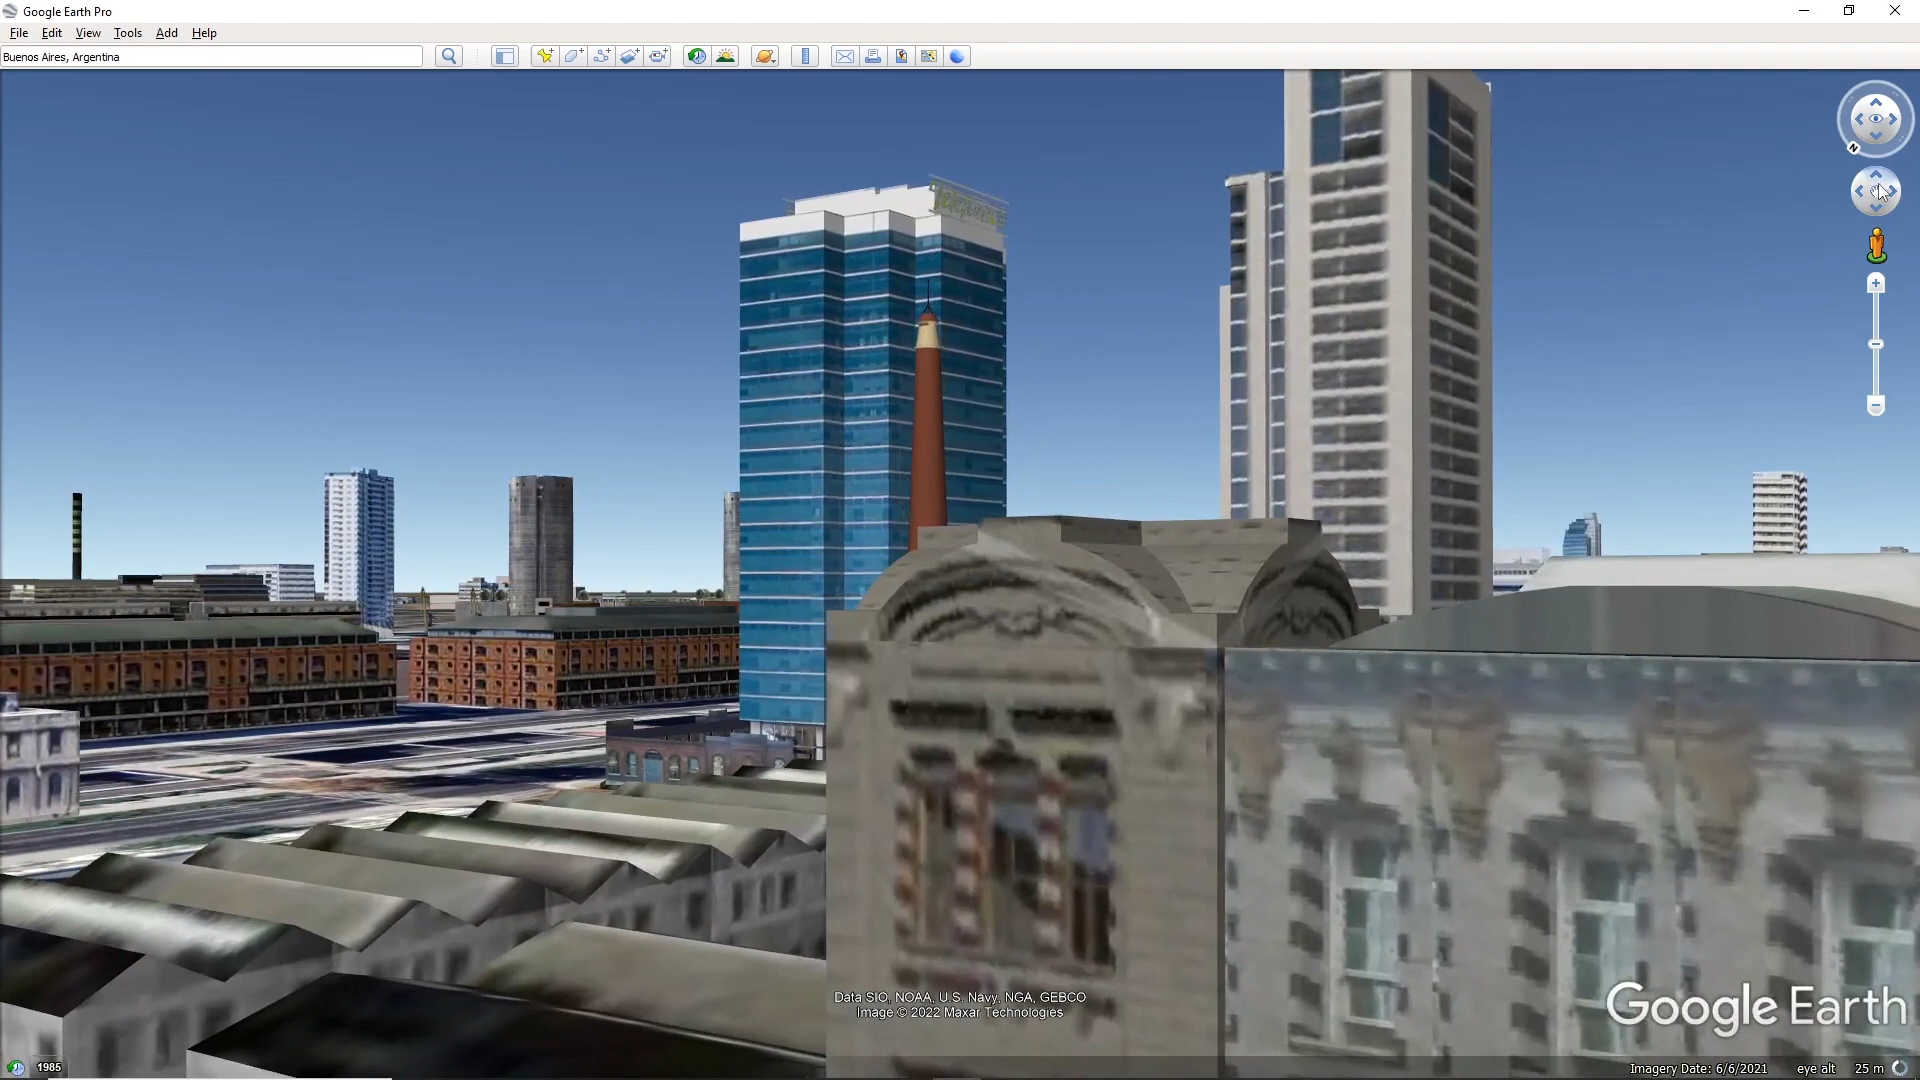 Google Earth Pro
File Edit View Tools Add Help
Buenos Aires, Argentina
N
Data SIO, NOAA, U.S. Navy, NGA, GEBCO
Image © 2022 Maxar Technologies
Google Earth
1985
Imagery Date: 6/6/2021 eye alt 25 m